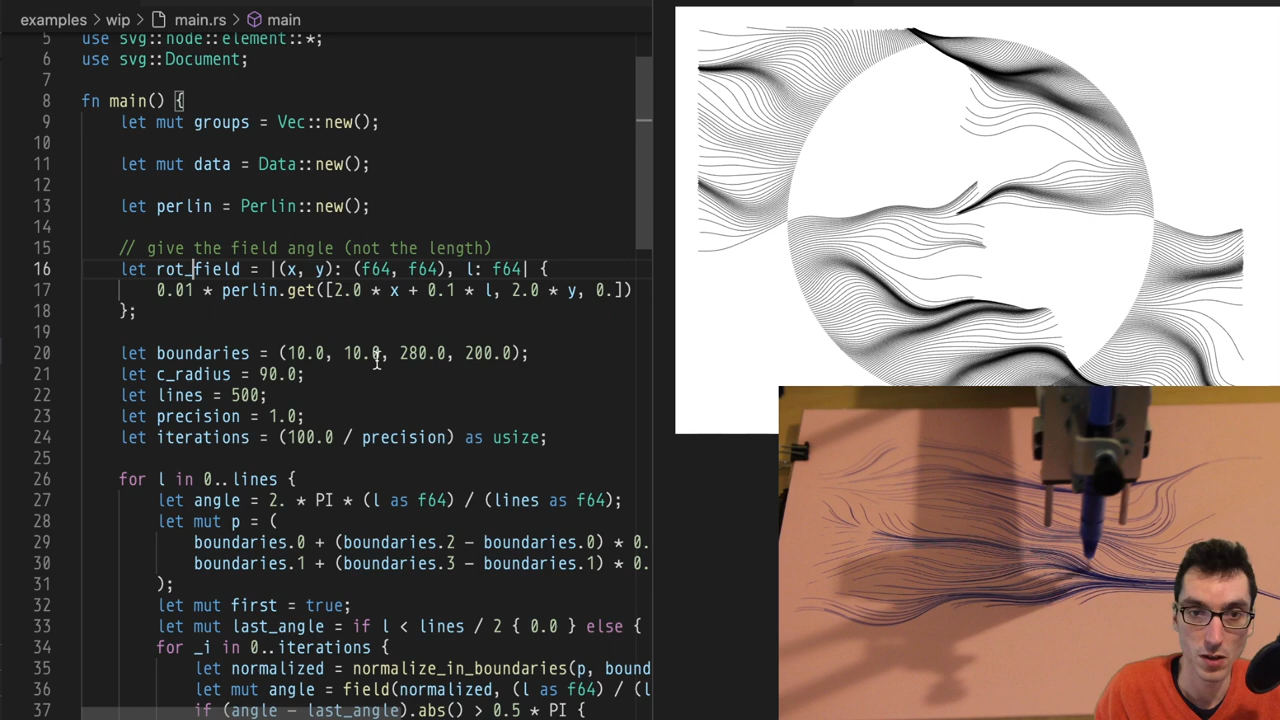 examples › wip › main.rs › main
5 use svg::node::element::*;
6 use svg::Document;
7
8 fn main() {
9 let mut groups = Vec::new();
10
11 let mut data = Data::new();
12
13 let perlin = Perlin::new();
14
15 // give the field angle (not the length)
16 let rot_field = |(x, y): (f64, f64), l: f64| {
17 0.01 * perlin.get([2.0 * x + 0.1 * l, 2.0 * y, 0.])
18 };
19
20 let boundaries = (10.0, 10.0, 280.0, 200.0);
21 let c_radius = 90.0;
22 let lines = 500;
23 let precision = 1.0;
24 let iterations = (100.0 / precision) as usize;
25
26 for l in 0..lines {
27 let angle = 2. * PI * (l as f64) / (lines as f64);
28 let mut p = (
29 boundaries.0 + (boundaries.2 - boundaries.0) * 0.
30 boundaries.1 + (boundaries.3 - boundaries.1) * 0.
31 );
32 let mut first = true;
33 let mut last_angle = if l < lines / 2 { 0.0 } else {
34 for _i in 0..iterations {
35 let normalized = normalize_in_boundaries(p, bound
36 let mut angle = field(normalized, (l as f64) / (l
37 if (angle - last_angle).abs() > 0.5 * PI {